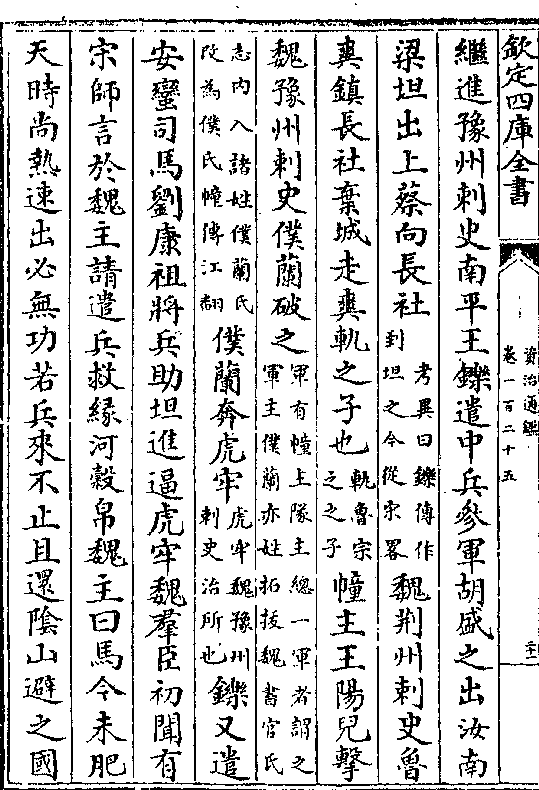 欽定四庫全書
資治通鑑
卷一百二十五
繼進豫州刺史南平王鑠遣中兵參軍胡盛之出汝南
梁坦出上蔡向長社考異曰鑠傳作到坦之今從宋畧魏荆州刺史魯
爽鎮長社棄城走爽軌之子也軌魯宗之之子幢主王陽兒擊
魏豫州刺史僕蘭破之軍有幢主隊主總一軍者謂之軍主僕蘭亦姓拓拔魏書官氏
志内入諸姓僕蘭氏改為僕氏幢傳江翻僕蘭奔虎牢虎牢魏豫州刺史治所也鑠又遣
安蠻司馬劉康祖將兵助坦進逼虎牢魏羣臣初聞有
宋師言於魏主請遣兵救縁河穀帛魏主曰馬今未肥
天時尚熱速出必無功若兵來不止且還隂山避之國